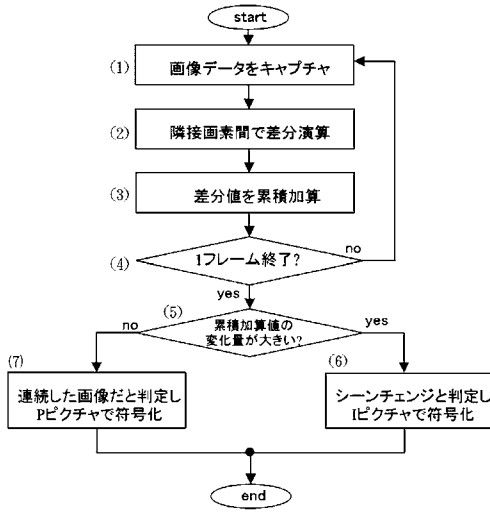 start
(1)
画像データをキャプチャ
(2)
隣接画素間で差分演算
(3)
差分値を累積加算
(4)
1フレーム終了?
no
yes
(5)
累積加算値の
変化量が大きい?
no
yes
(7)
連続した画像だと判定し
Pピクチャで符号化
(6)
シーンチェンジと判定し
Iピクチャで符号化
end